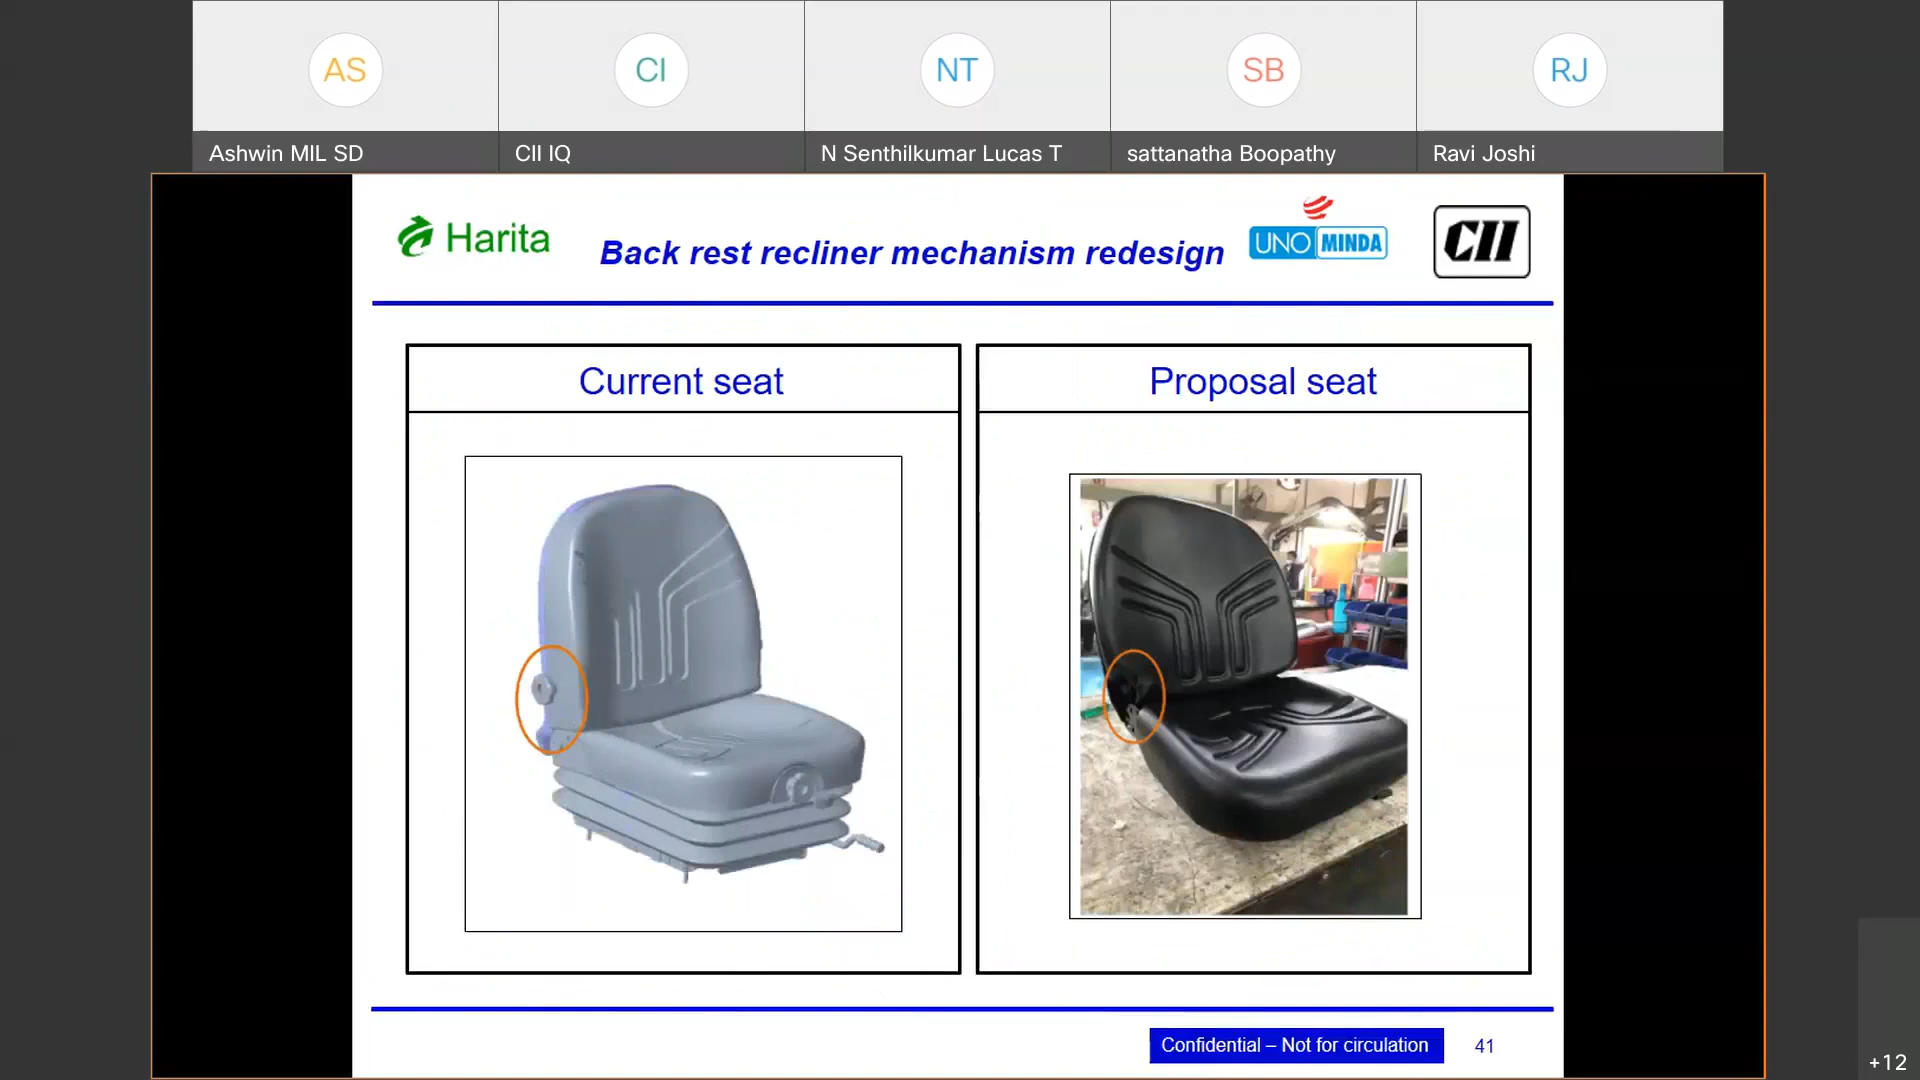 AS
CI
NT
SB
RJ
Ashwin MIL SD
CII IQ
N Senthilkumar Lucas T
sattanatha Boopathy
Ravi Joshi
Harita
Back rest recliner mechanism redesign
UNO MINDA
CII
Current seat
Proposal seat
Confidential – Not for circulation
41
+12